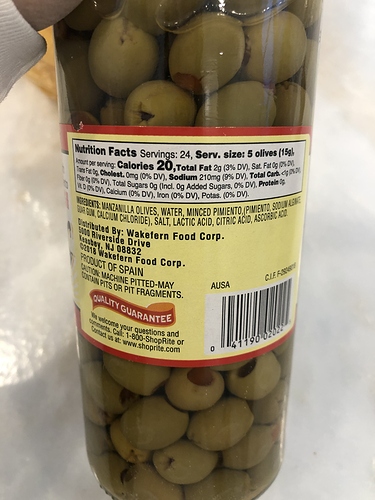 Nutrition Facts Servings: 24, Serv. size: 5 olives (15g),
Amount per serving: Calories 20, Total Fat 2g (3% DV), Sat. Fat 0g (0% DV),
Trans Fat 0g, Cholest. 0mg (0% DV), Sodium 210mg (9% DV), Total Carb. <1g (0% DV),
Fiber 0g (0% DV), Total Sugars 0g (Incl. 0g Added Sugars, 0% DV), Protein 0g,
Vit. D (0% DV), Calcium (0% DV), Iron (0% DV), Potas. (0% DV).
INGREDIENTS: MANZANILLA OLIVES, WATER, MINCED PIMIENTO, (PIMIENTO, SODIUM ALGINATE,
GUAR GUM, CALCIUM CHLORIDE), SALT, LACTIC ACID, CITRIC ACID, ASCORBIC ACID.
Distributed By: Wakefern Food Corp.
5000 Riverside Drive
Keasbey, NJ 08832
©2018 Wakefern Food Corp.
PRODUCT OF SPAIN
CAUTION: MACHINE PITTED-MAY
CONTAIN PITS OR PIT FRAGMENTS.
AUSA
C.I.F.
QUALITY GUARANTEE
We welcome your questions and
comments. Call: 1-800-ShopRite or
Contact us at: www.shoprite.com
0 41190 02022